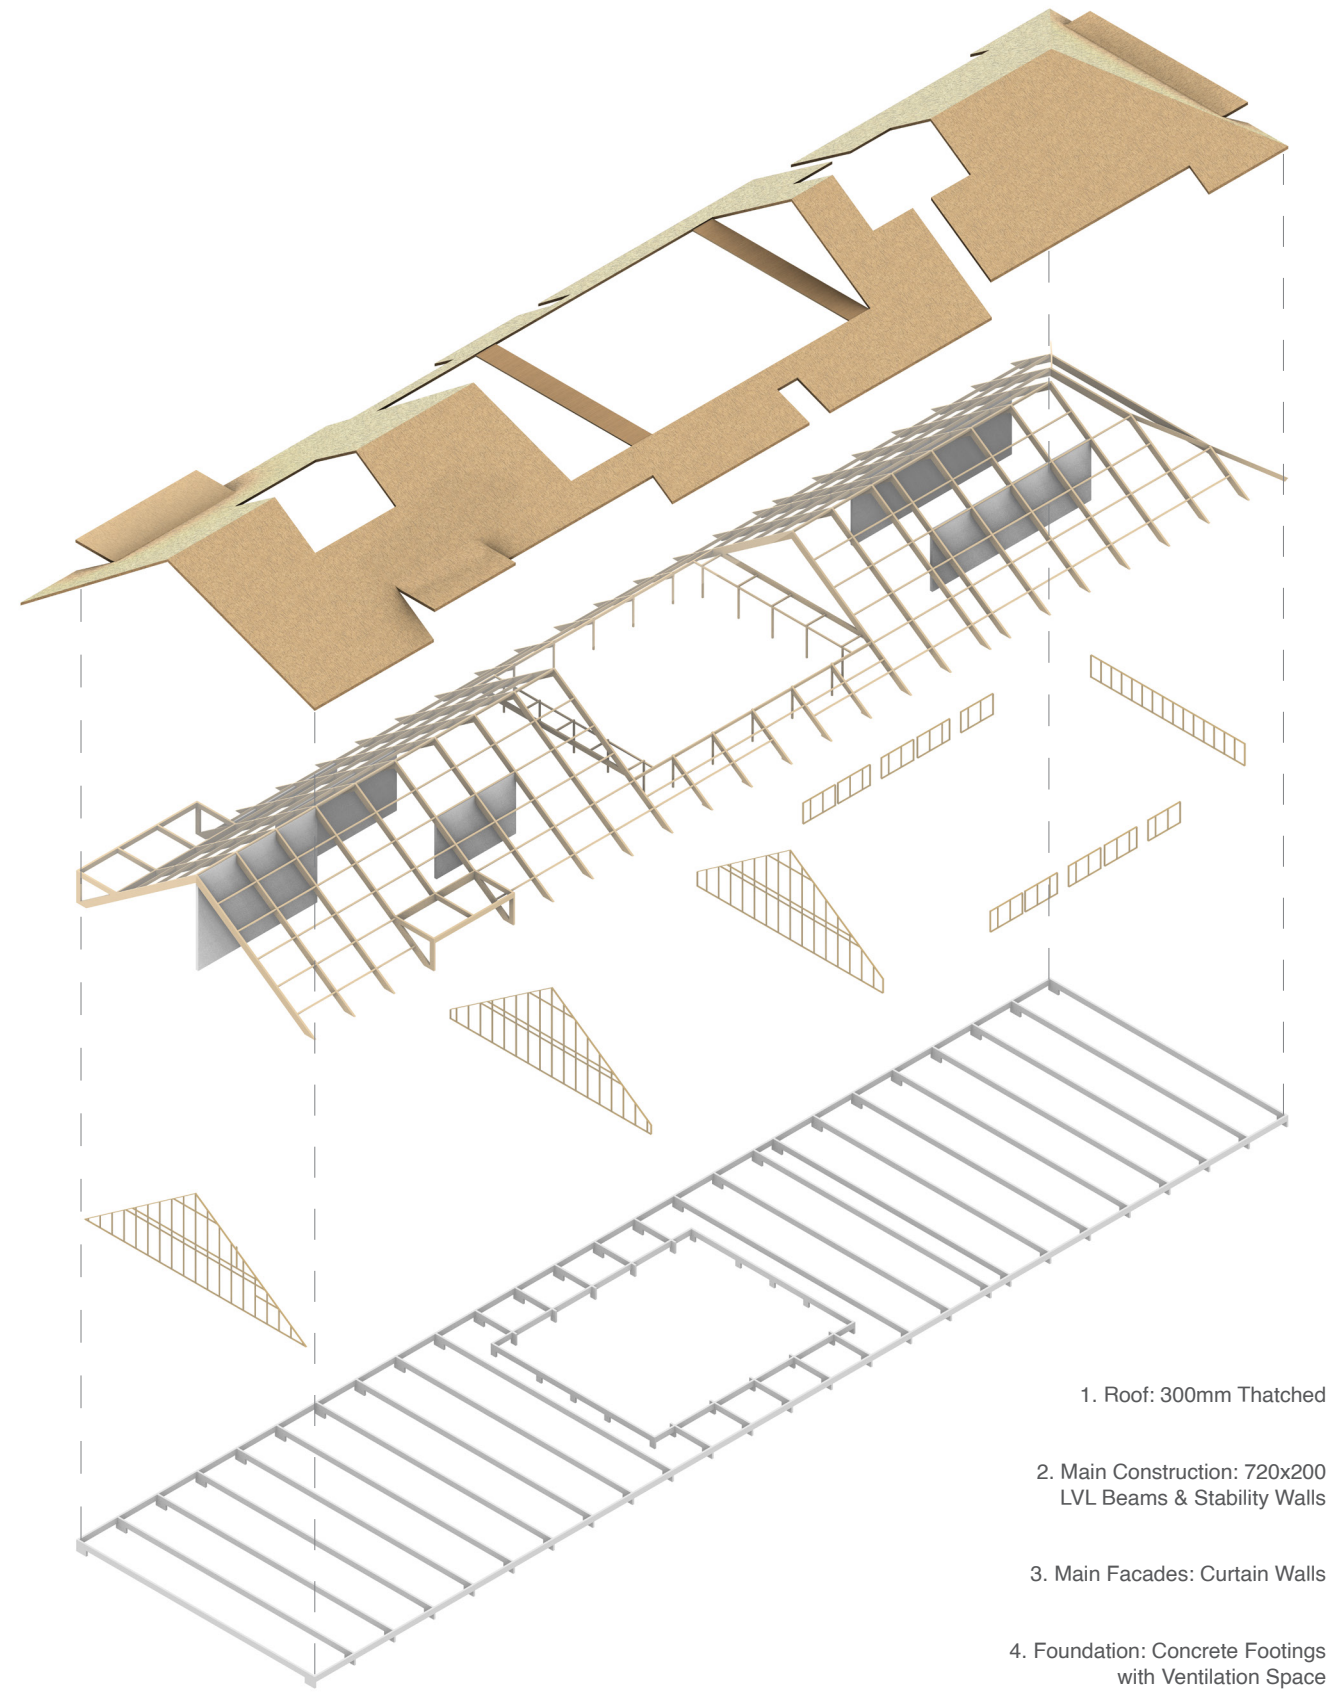 1. Roof: 300mm Thatched
2. Main Construction: 720x200
LVL Beams & Stability Walls
3. Main Facades: Curtain Walls
4. Foundation: Concrete Footings
with Ventilation Space